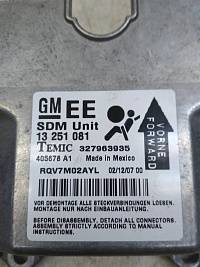 GM EE
SDM Unit
13 251 081
TEMIC 327963935
405678 A1 Made in Mexico
RQV7M02AYL 02/12/07 00
VORNE
FORWARD
VOR DEMONTAGE ALLE STECKVERBINDUNGEN LOESEN.
MONTAGE NUR NACH EINBAUANLEITUNG.
BEFORE DISASSEMBLY, DETACH ALL CONNECTORS.
ASSEMBLY STRICTLY ACCORDING TO MANUAL
INSTRUCTION.